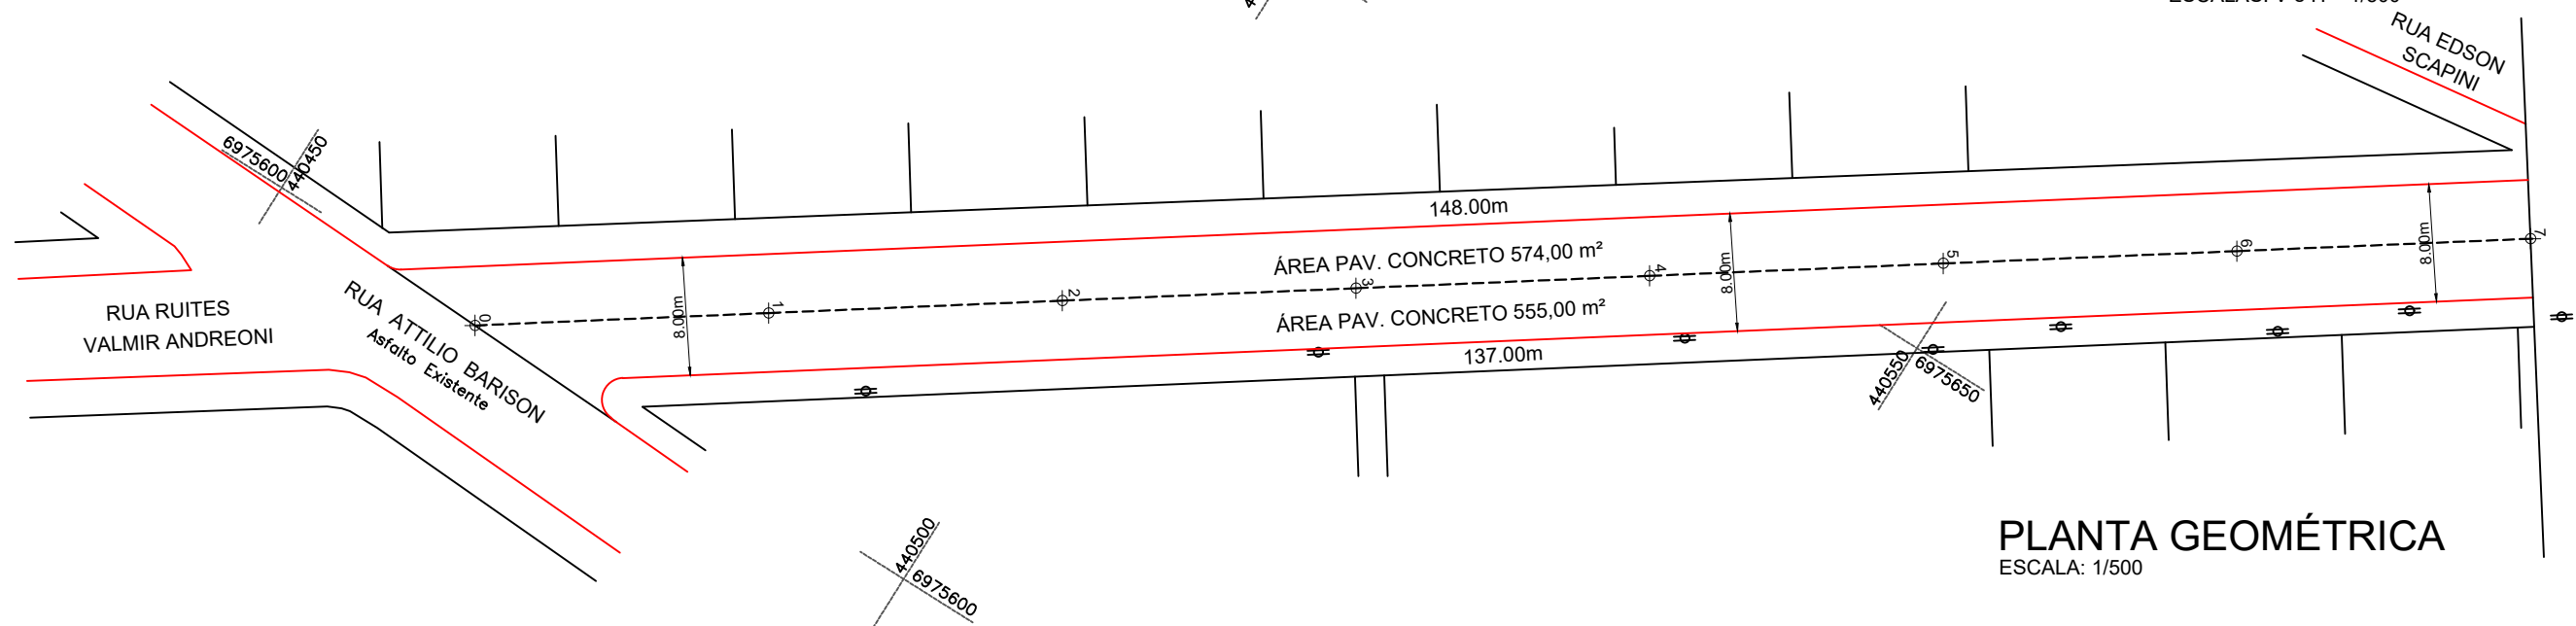 RUA EDSON
SCAPINI
6975600
440450
148.00m
ÁREA PAV. CONCRETO 574,00 m²
8.00m
8.00m
8.00m
0
1
2
3
4
5
6
7
ÁREA PAV. CONCRETO 555,00 m²
137.00m
RUA RUITES
VALMIR ANDREONI
RUA ATTILIO BARISON
Asfalto Existente
440550
6975650
440500
6975600
PLANTA GEOMÉTRICA
ESCALA: 1/500